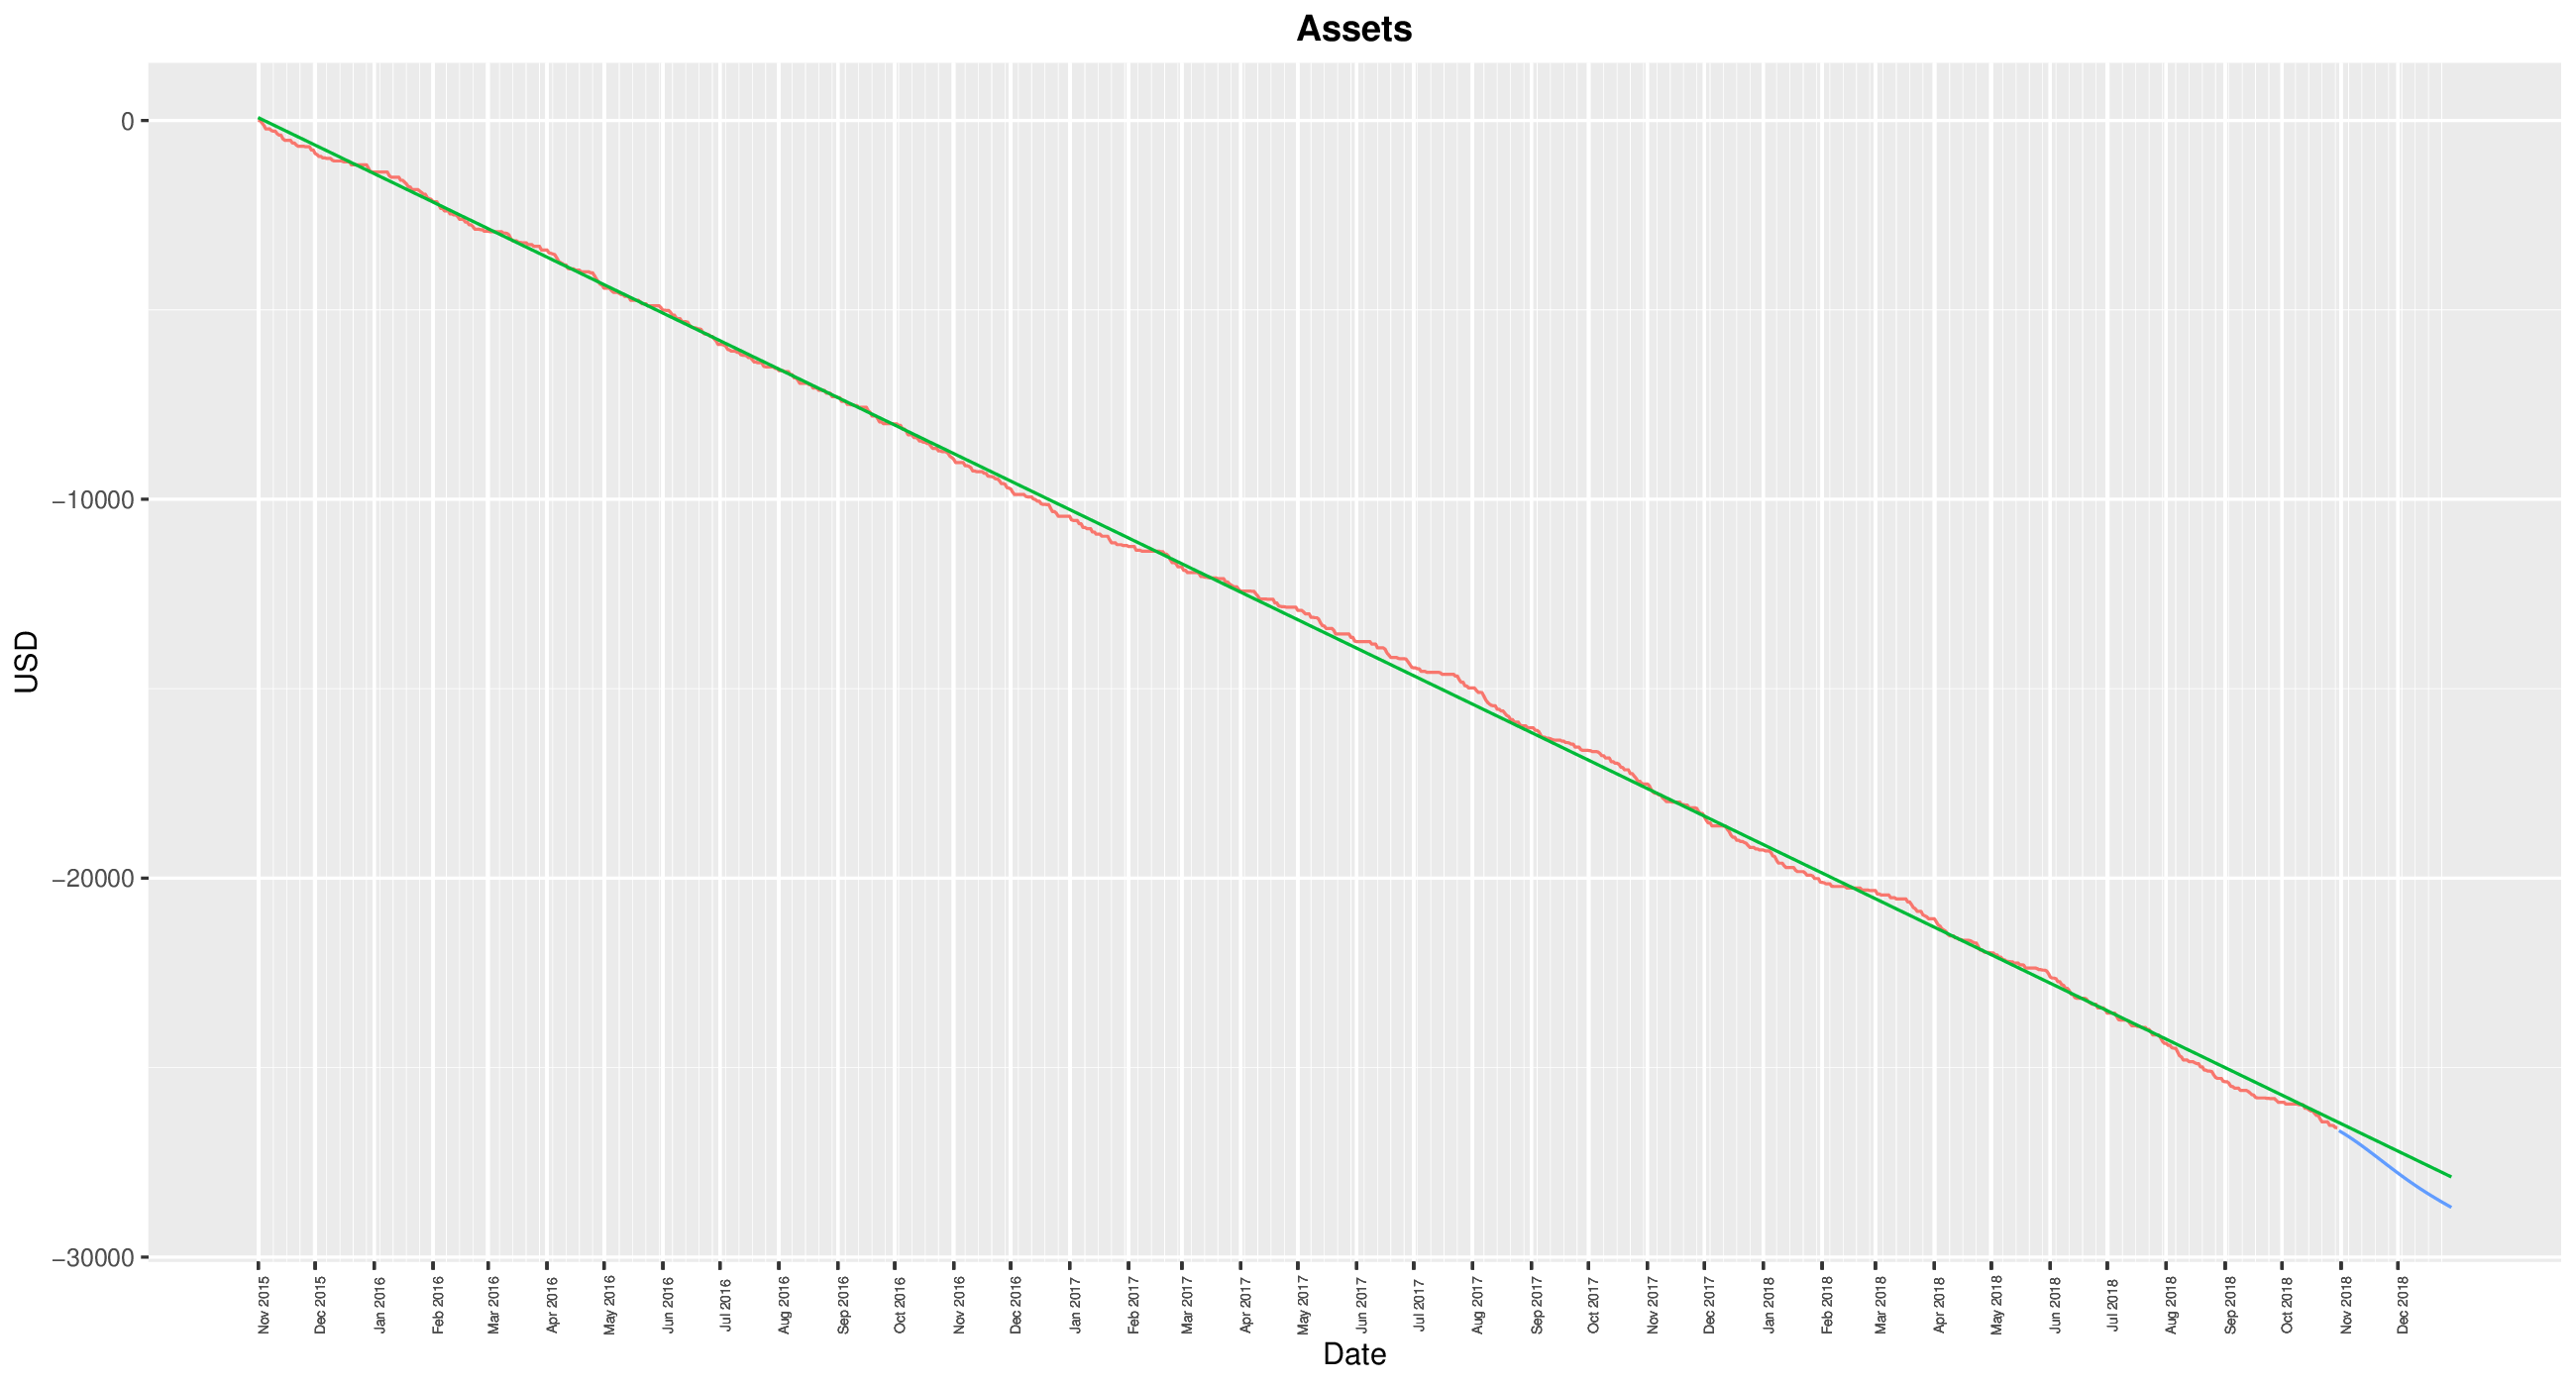 Assets
USD
0
−10000
−20000
−30000
Nov 2015
Dec 2015
Jan 2016
Feb 2016
Mar 2016
Apr 2016
May 2016
Jun 2016
Jul 2016
Aug 2016
Sep 2016
Oct 2016
Nov 2016
Dec 2016
Jan 2017
Feb 2017
Mar 2017
Apr 2017
May 2017
Jun 2017
Jul 2017
Aug 2017
Sep 2017
Oct 2017
Nov 2017
Dec 2017
Jan 2018
Feb 2018
Mar 2018
Apr 2018
May 2018
Jun 2018
Jul 2018
Aug 2018
Sep 2018
Oct 2018
Nov 2018
Dec 2018
Date